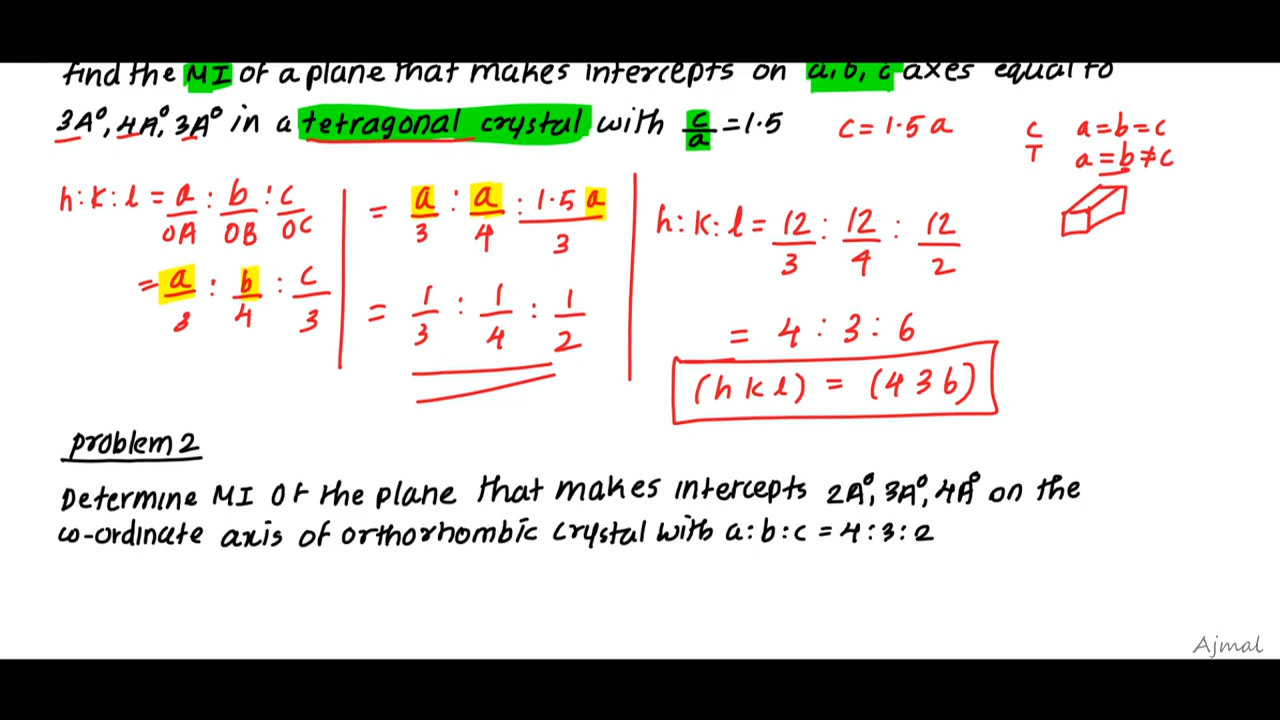 find the MI of a plane that makes intercepts on a, b, c axes equal to
3A°, 4A°, 3A° in a tetragonal crystal with c/a = 1.5 c = 1.5 a
C a = b = c
T a = b ≠ c
h : k : l = a/OA : b/OB : c/OC
= a/3 : b/4 : c/3
= a/3 : a/4 : 1.5 a/3
= 1/3 : 1/4 : 1/2
h : k : l = 12/3 : 12/4 : 12/2
= 4 : 3 : 6
(h k l) = (4 3 6)
problem 2
Determine MI of the plane that makes intercepts 2A°, 3A°, 4A° on the
co-ordinate axis of orthorhombic crystal with a : b : c = 4 : 3 : 2
Ajmal